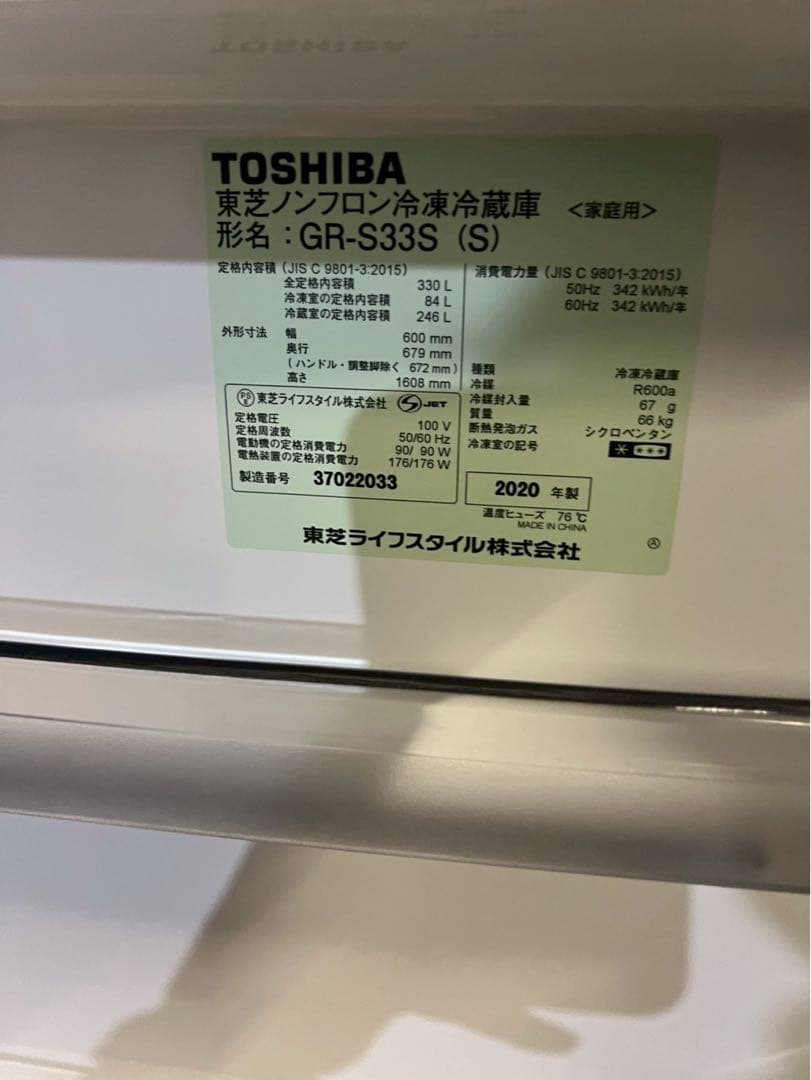 TOSHIBA
東芝ノンフロン冷凍冷蔵庫 <家庭用>
形名:GR-S33S (S)
定格内容積 (JIS C 9801-3:2015)
全定格内容積 330 L
冷凍室の定格内容積 84 L
冷蔵室の定格内容積 246 L
外形寸法 幅 600 mm
奥行 679 mm
(ハンドル・調整脚除く 672 mm)
高さ 1608 mm
消費電力量 (JIS C 9801-3:2015)
50Hz 342 kWh/年
60Hz 342 kWh/年
種類 冷凍冷蔵庫
冷媒 R600a
冷媒封入量 67 g
質量 66 kg
断熱発泡ガス シクロペンタン
冷凍室の記号
PS E 東芝ライフスタイル株式会社 S JET
定格電圧 100 V
定格周波数 50/60 Hz
電動機の定格消費電力 90/ 90 W
電熱装置の定格消費電力 176/176 W
製造番号 37022033
2020 年製
温度ヒューズ 76 ℃
MADE IN CHINA
東芝ライフスタイル株式会社
A